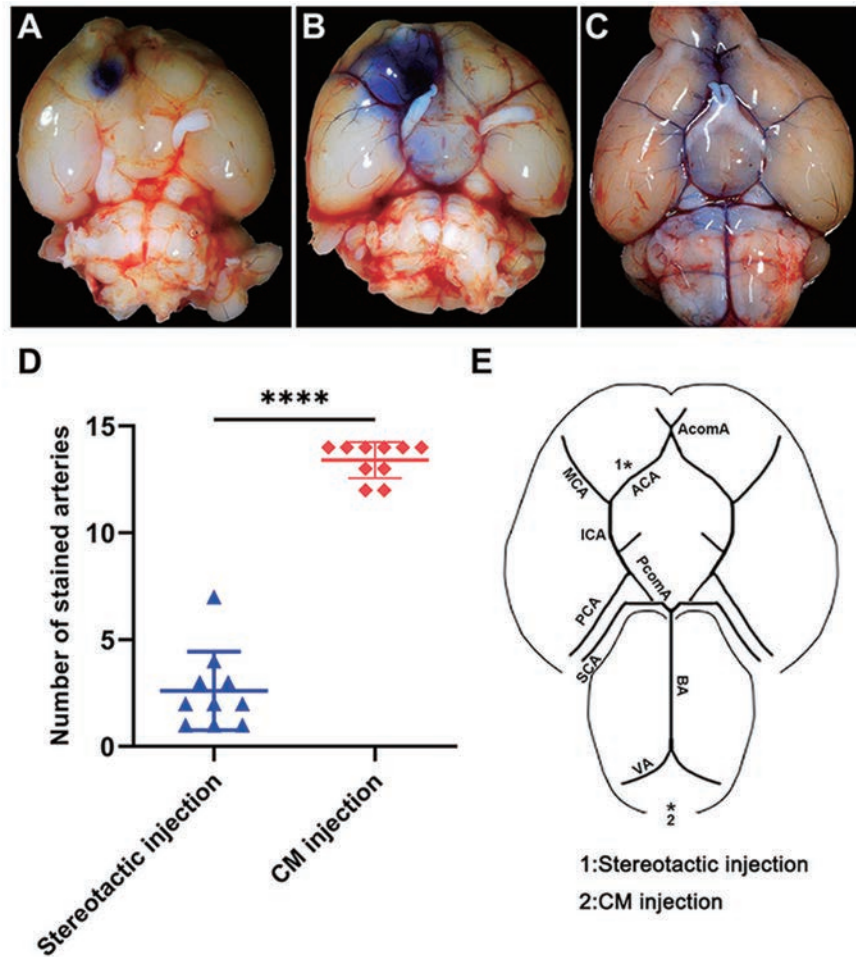 A
B
C
D
E
****
15
10
5
0
Number of stained arteries
Stereotactic injection
CM injection
AcomA
1*
ACA
MCA
ICA
PcomA
PCA
SCA
BA
VA
*
2
1:Stereotactic injection
2:CM injection